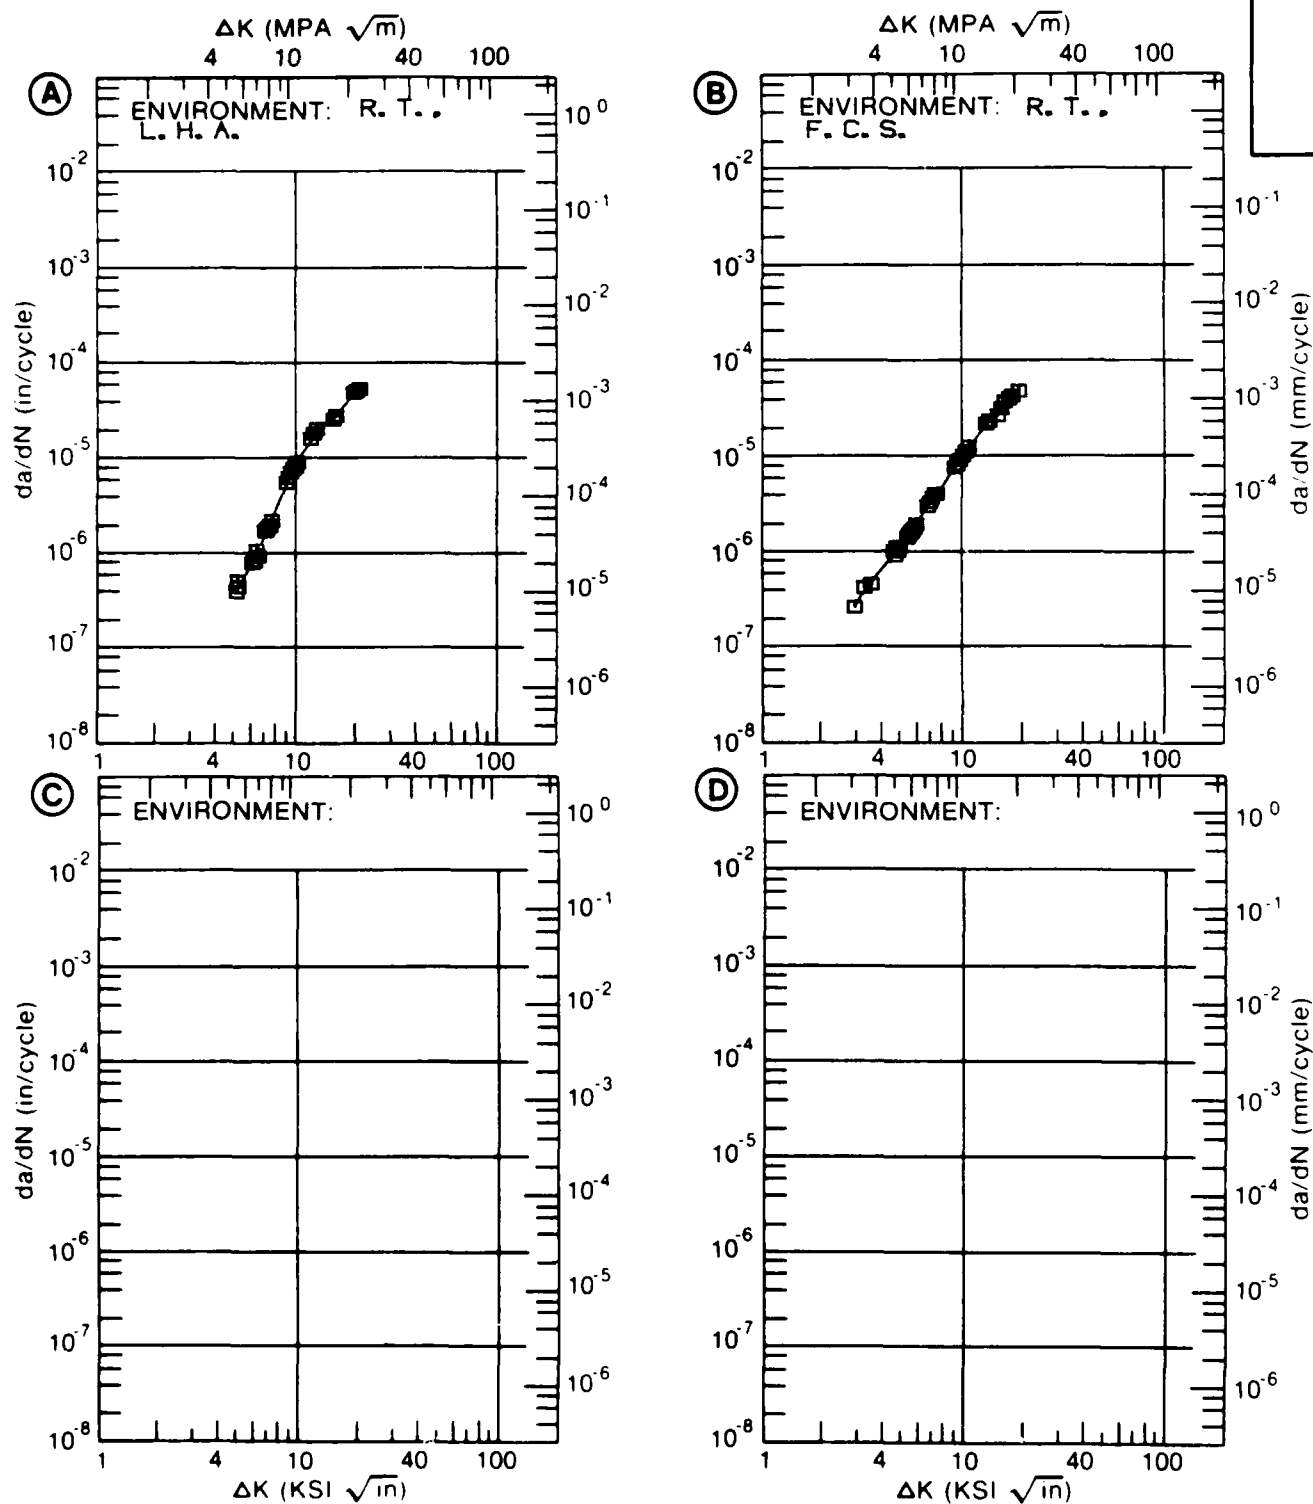 ΔK (MPA √m)
4 10 40 100
ΔK (MPA √m)
4 10 40 100
A
ENVIRONMENT: R. T.,
L. H. A.
da/dN (in/cycle)
10^-2
10^-3
10^-4
10^-5
10^-6
10^-7
10^-8
10^0
10^-1
10^-2
10^-3
10^-4
10^-5
10^-6
1 4 10 40 100
B
ENVIRONMENT: R. T.,
F. C. S.
10^-2
10^-3
10^-4
10^-5
10^-6
10^-7
10^-8
10^-1
10^-2
10^-3
10^-4
10^-5
10^-6
da/dN (mm/cycle)
1 4 10 40 100
C
ENVIRONMENT:
da/dN (in/cycle)
10^-2
10^-3
10^-4
10^-5
10^-6
10^-7
10^-8
10^0
10^-1
10^-2
10^-3
10^-4
10^-5
10^-6
1 4 10 40 100
ΔK (KSI √in)
D
ENVIRONMENT:
10^-2
10^-3
10^-4
10^-5
10^-6
10^-7
10^-8
10^0
10^-1
10^-2
10^-3
10^-4
10^-5
10^-6
da/dN (mm/cycle)
1 4 10 40 100
ΔK (KSI √in)